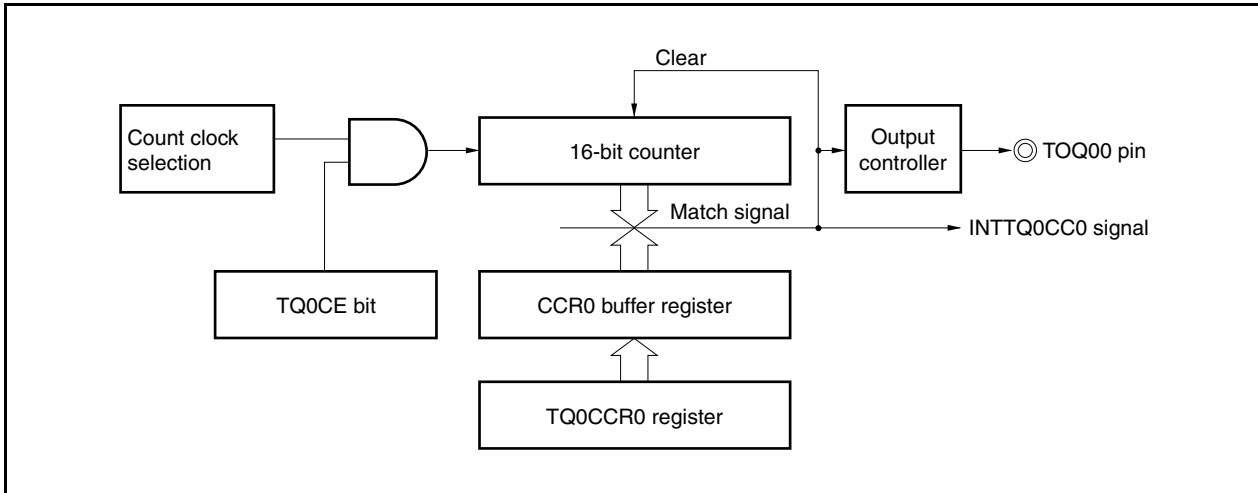 Clear
Count clock
selection
16-bit counter
Output
controller
TOQ00 pin
Match signal
INTTQ0CC0 signal
TQ0CE bit
CCR0 buffer register
TQ0CCR0 register